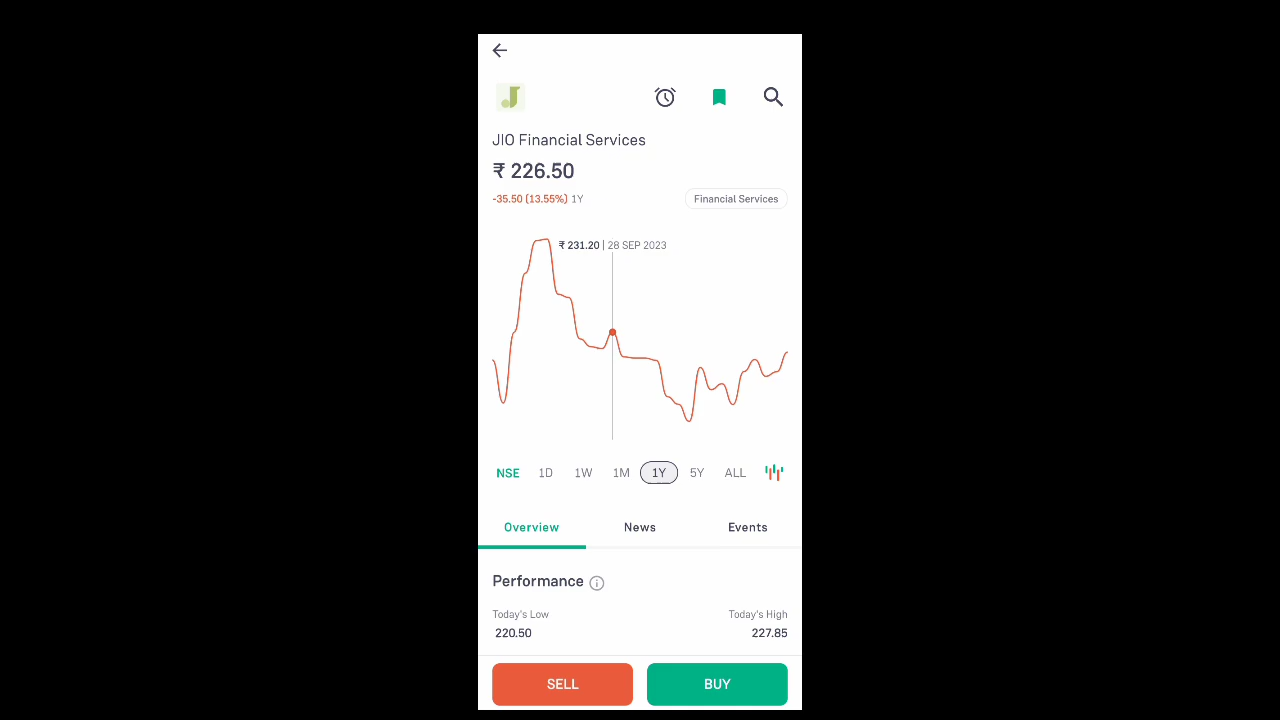 JIO Financial Services
₹ 226.50
-35.50 (13.55%) 1Y
Financial Services
₹ 231.20 | 28 SEP 2023
NSE 1D 1W 1M 1Y 5Y ALL
Overview News Events
Performance
Today's Low Today's High
220.50 227.85
SELL BUY